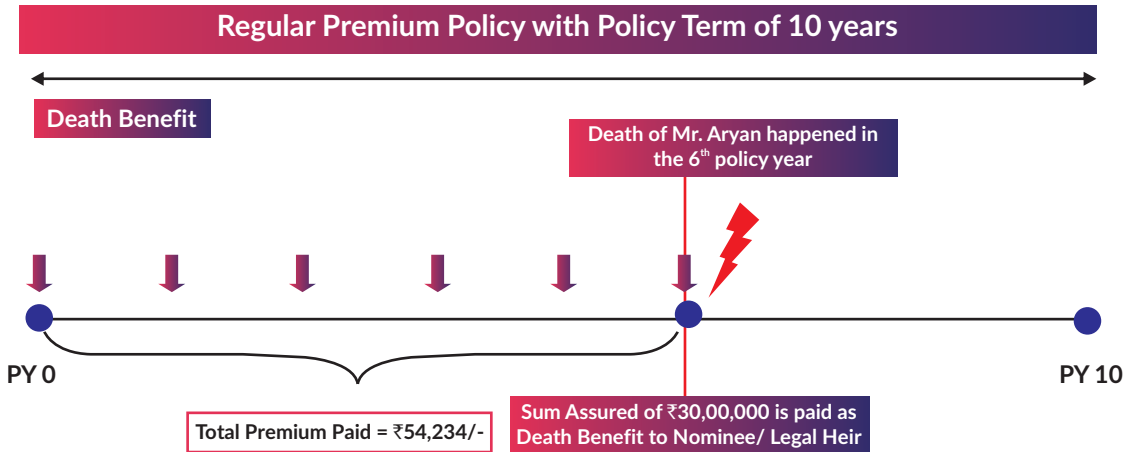 Regular Premium Policy with Policy Term of 10 years
Death Benefit
Death of Mr. Aryan happened in
the 6th policy year
PY 0
PY 10
Total Premium Paid = ₹54,234/-
Sum Assured of ₹30,00,000 is paid as
Death Benefit to Nominee/ Legal Heir